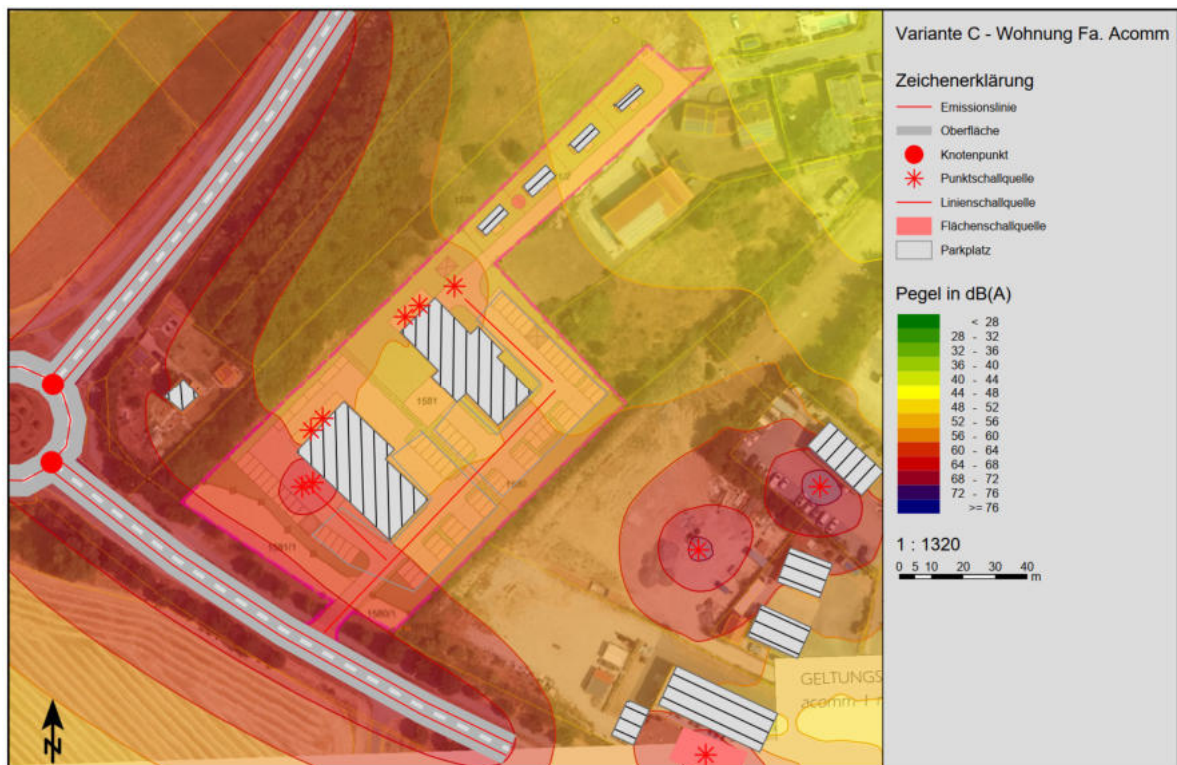 Variante C - Wohnung Fa. Acomm
Zeichenerklärung
Emissionslinie
Oberfläche
Knotenpunkt
Punktschallquelle
Linienschallquelle
Flächenschallquelle
Parkplatz
Pegel in dB(A)
< 28
28 - 32
32 - 36
36 - 40
40 - 44
44 - 48
48 - 52
52 - 56
56 - 60
60 - 64
64 - 68
68 - 72
72 - 76
>= 76
1 : 1320
0 5 10 20 30 40
m
1581
1581/1
1580/1
GELTUNGS
N